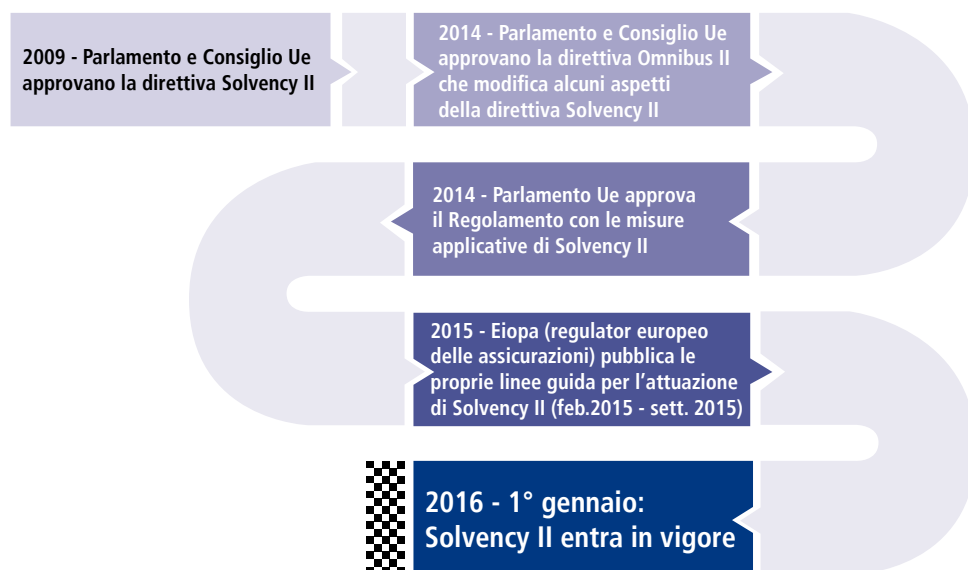 2009 - Parlamento e Consiglio Ue
approvano la direttiva Solvency II
2014 - Parlamento e Consiglio Ue
approvano la direttiva Omnibus II
che modifica alcuni aspetti
della direttiva Solvency II
2014 - Parlamento Ue approva
il Regolamento con le misure
applicative di Solvency II
2015 - Eiopa (regulator europeo
delle assicurazioni) pubblica le
proprie linee guida per l’attuazione
di Solvency II (feb.2015 - sett. 2015)
2016 - 1° gennaio:
Solvency II entra in vigore